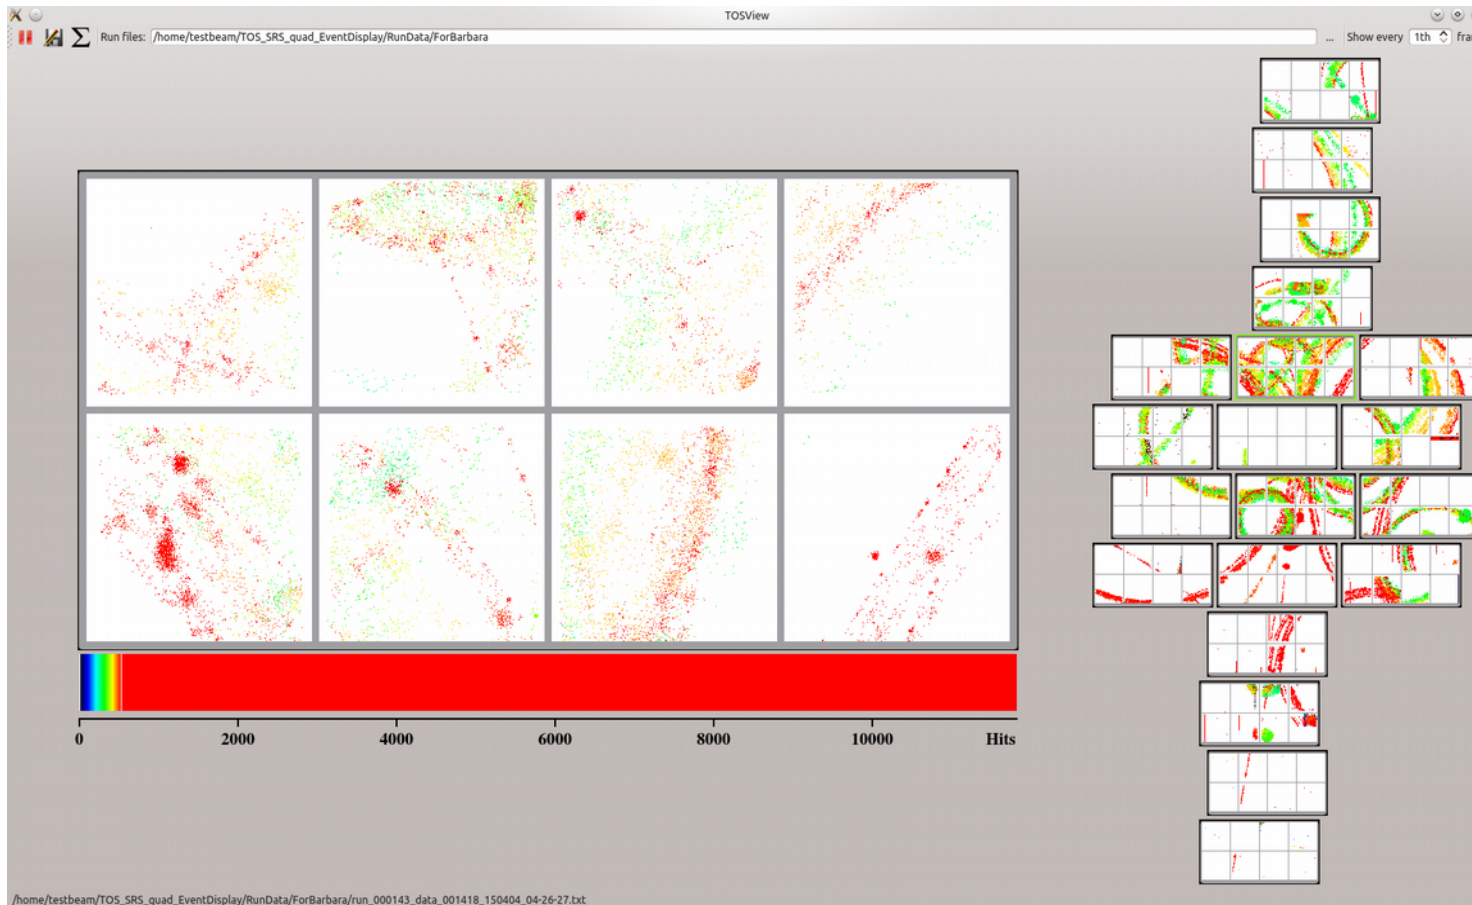 TOSView
Run files: /home/testbeam/TOS_SRS_quad_EventDisplay/RunData/ForBarbara ... Show every 1th fra
0 2000 4000 6000 8000 10000 Hits
/home/testbeam/TOS_SRS_quad_EventDisplay/RunData/ForBarbara/run_000143_data_001418_150404_04-26-27.txt